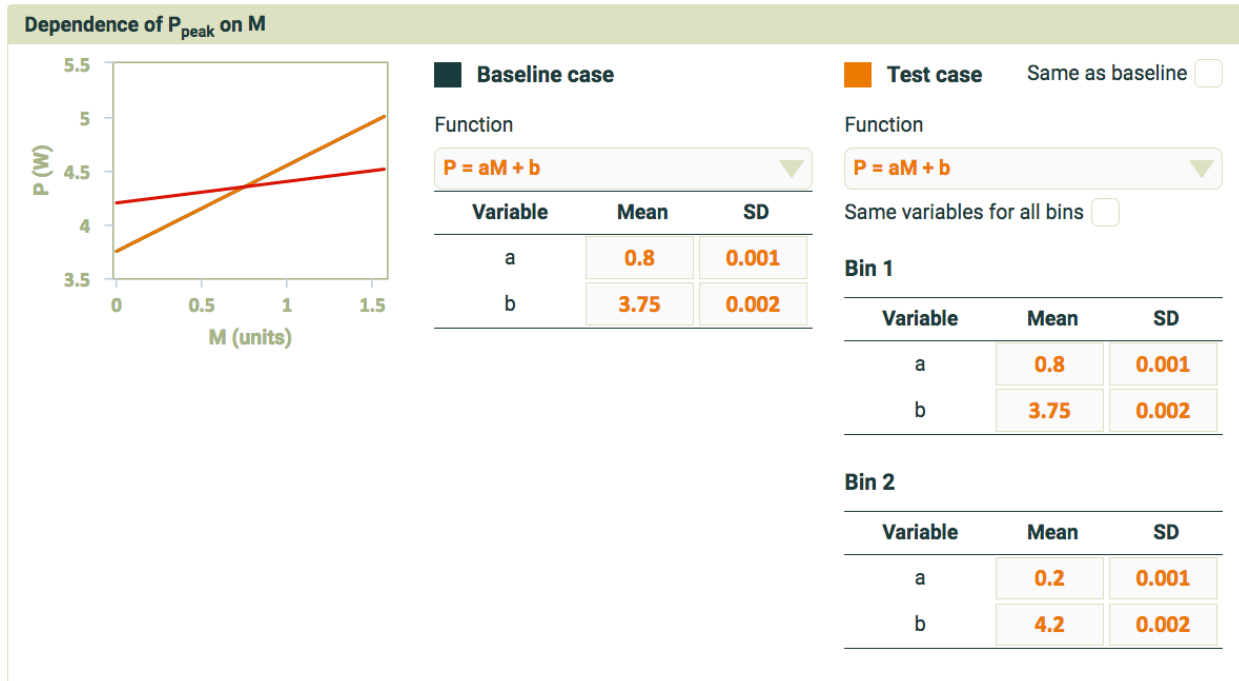 Dependence of Ppeak on M
5.5
5
4.5
4
3.5
P (W)
0 0.5 1 1.5
M (units)
Baseline case
Function
P = aM + b
Variable Mean SD
a 0.8 0.001
b 3.75 0.002
Test case Same as baseline
Function
P = aM + b
Same variables for all bins
Bin 1
Variable Mean SD
a 0.8 0.001
b 3.75 0.002
Bin 2
Variable Mean SD
a 0.2 0.001
b 4.2 0.002